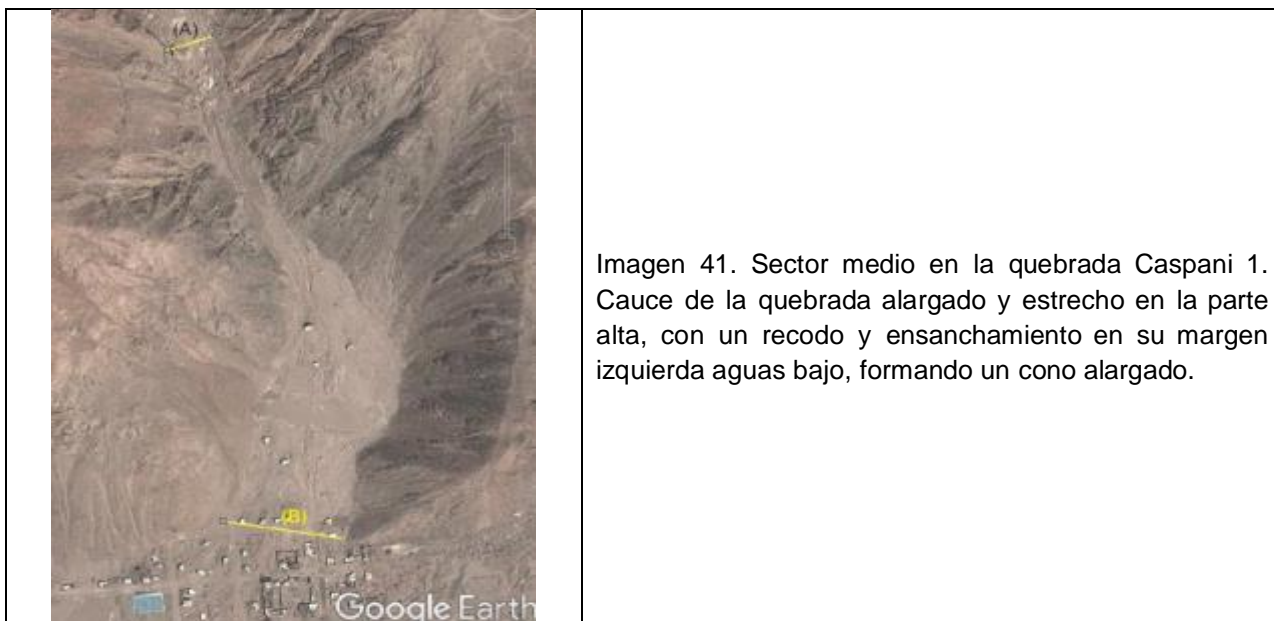 (A)
(B)
Google Earth
Imagen 41. Sector medio en la quebrada Caspani 1.
Cauce de la quebrada alargado y estrecho en la parte
alta, con un recodo y ensanchamiento en su margen
izquierda aguas bajo, formando un cono alargado.